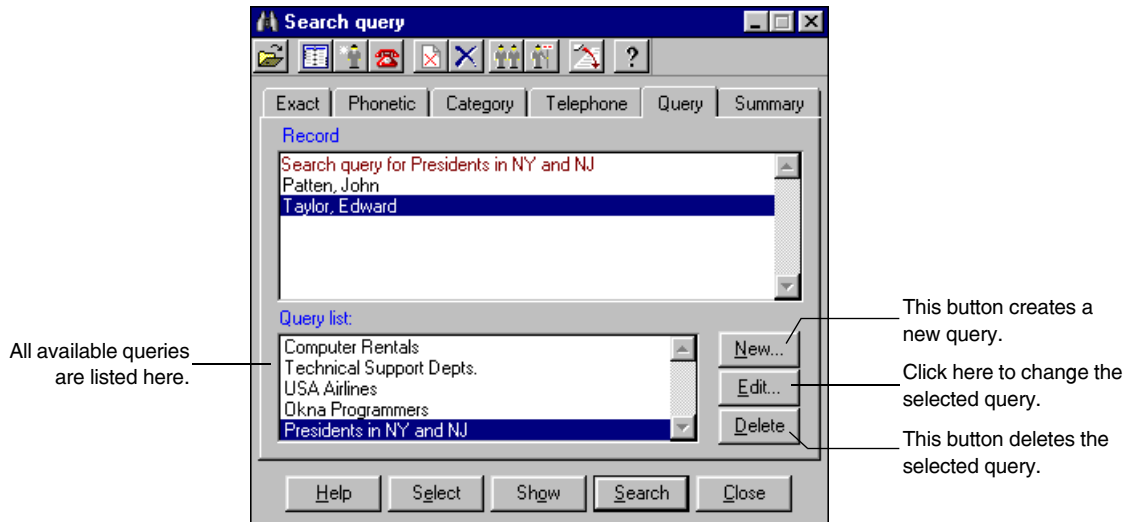 Search query
?
Exact Phonetic Category Telephone Query Summary
Record
Search query for Presidents in NY and NJ
Patten, John
Taylor, Edward
Query list:
Computer Rentals
Technical Support Depts.
USA Airlines
Okna Programmers
Presidents in NY and NJ
New...
Edit...
Delete
Help Select Show Search Close
All available queries
are listed here.
This button creates a
new query.
Click here to change the
selected query.
This button deletes the
selected query.